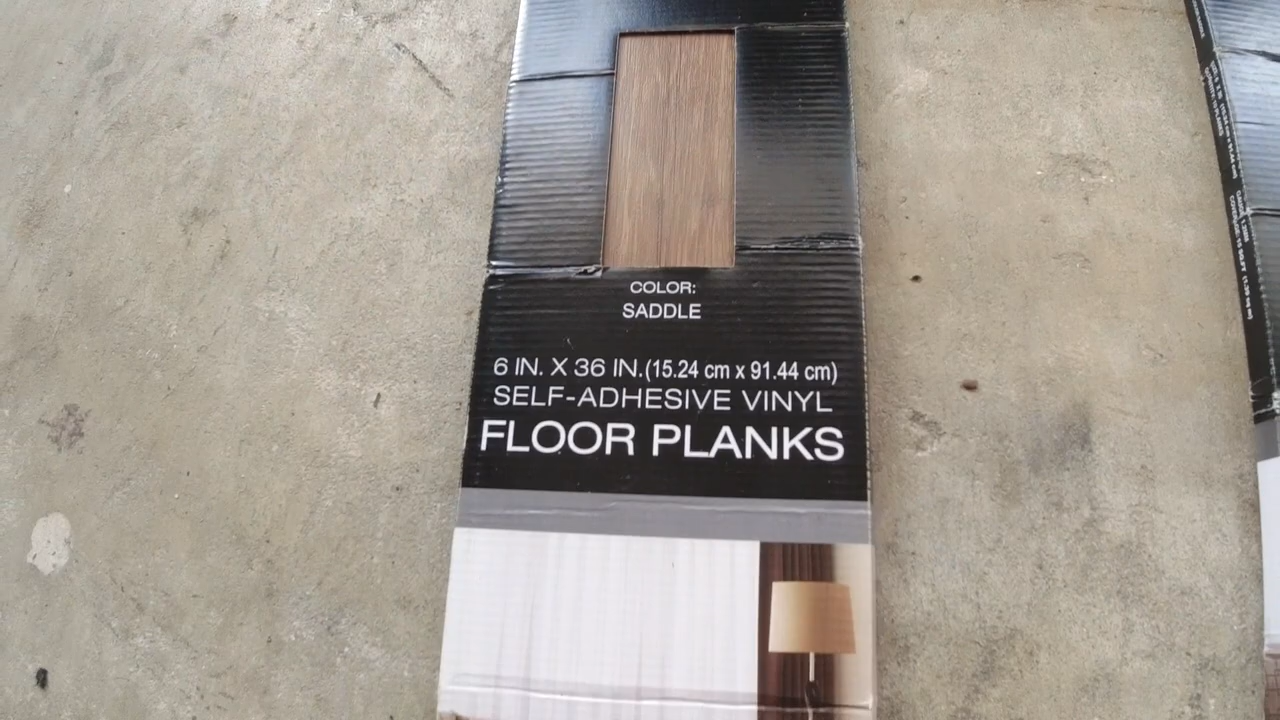 COLOR:
SADDLE
6 IN. X 36 IN.(15.24 cm x 91.44 cm)
SELF-ADHESIVE VINYL
FLOOR PLANKS